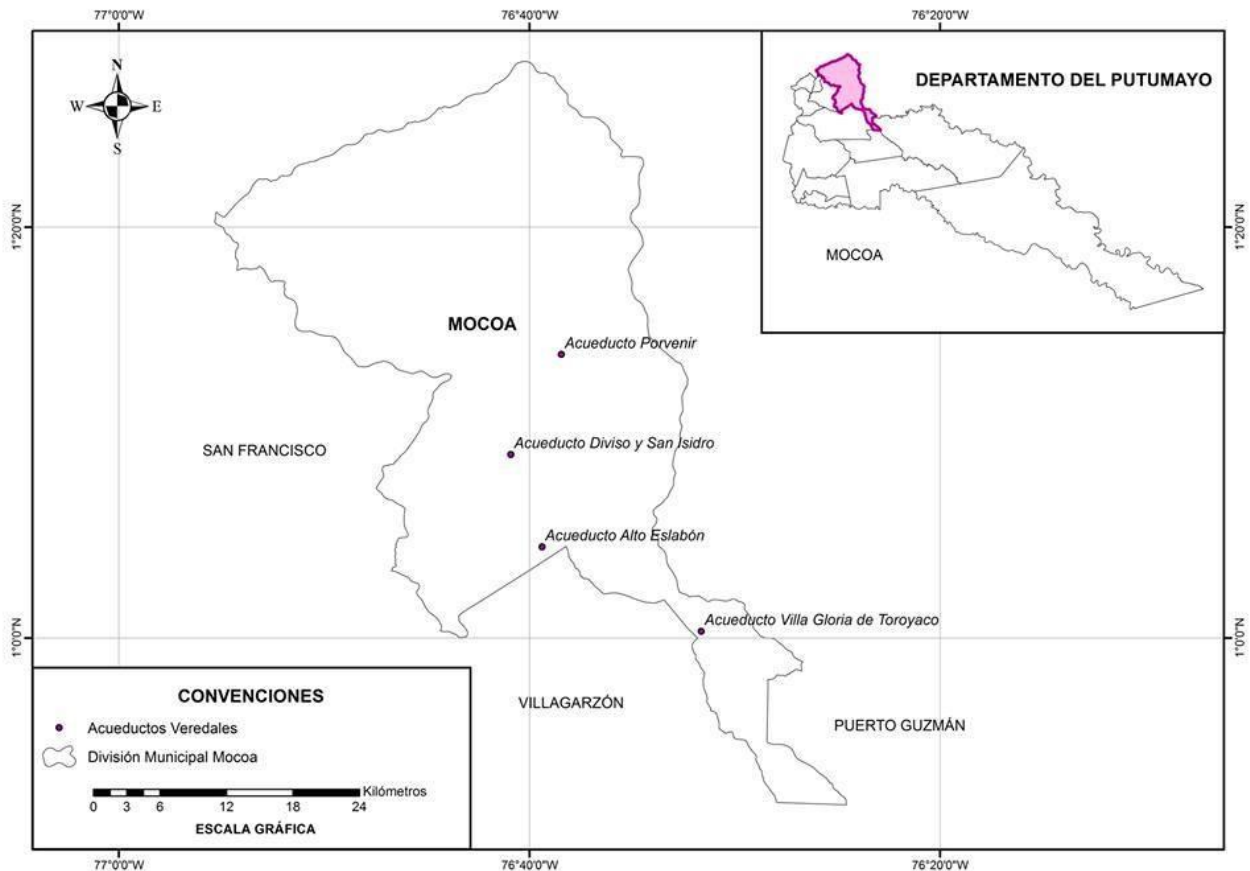 77°0'0"W
76°40'0"W
76°20'0"W
N
W
E
S
DEPARTAMENTO DEL PUTUMAYO
MOCOA
1°20'0"N
1°20'0"N
MOCOA
Acueducto Porvenir
SAN FRANCISCO
Acueducto Diviso y San Isidro
Acueducto Alto Eslabón
Acueducto Villa Gloria de Toroyaco
1°0'0"N
1°0'0"N
VILLAGARZÓN
PUERTO GUZMÁN
CONVENCIONES
Acueductos Veredales
División Municipal Mocoa
Kilómetros
0 3 6 12 18 24
ESCALA GRÁFICA
77°0'0"W
76°40'0"W
76°20'0"W